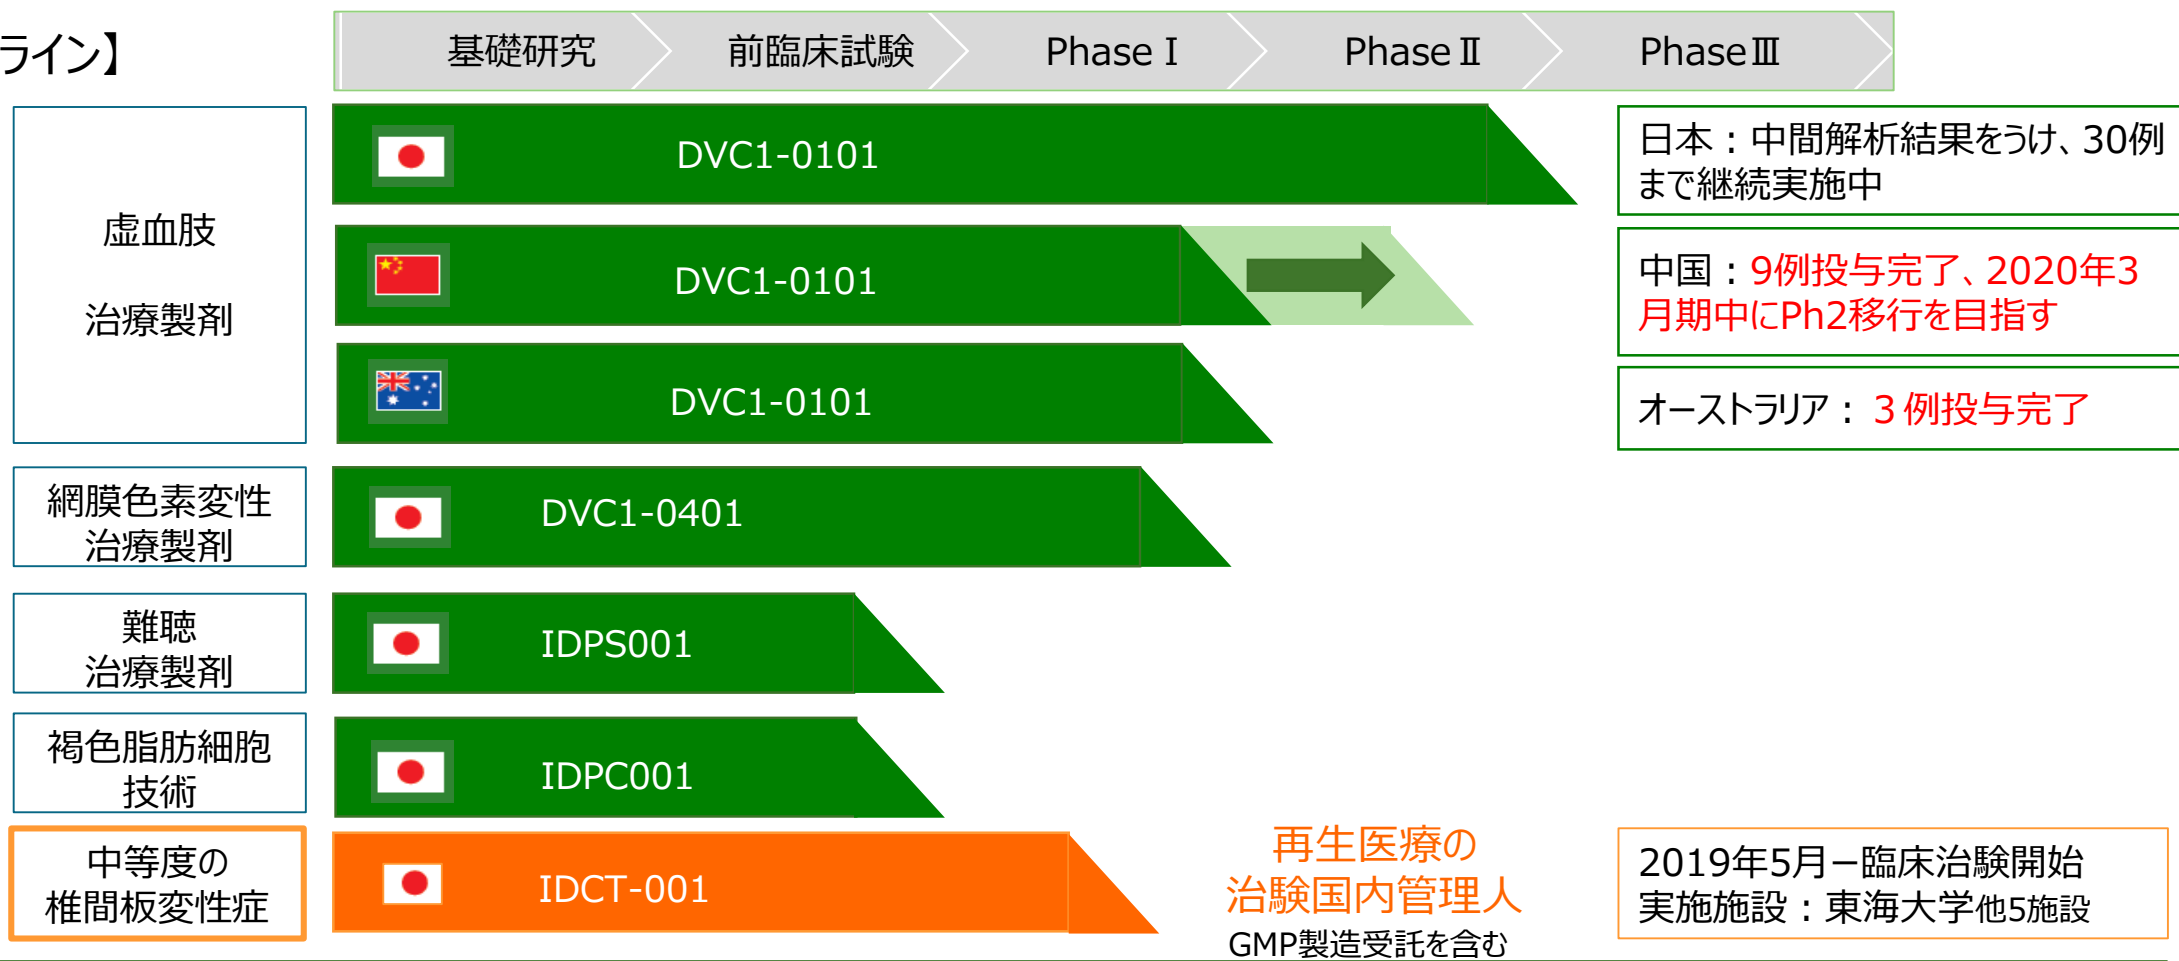 ライン】
基礎研究
前臨床試験
Phase Ⅰ
Phase Ⅱ
PhaseⅢ
虚血肢
治療製剤
DVC1-0101
日本：中間解析結果をうけ、30例
まで継続実施中
DVC1-0101
中国：9例投与完了、2020年3
月期中にPh2移行を目指す
DVC1-0101
オーストラリア：３例投与完了
網膜色素変性
治療製剤
DVC1-0401
難聴
治療製剤
IDPS001
褐色脂肪細胞
技術
IDPC001
中等度の
椎間板変性症
IDCT-001
再生医療の
治験国内管理人
GMP製造受託を含む
2019年5月－臨床治験開始
実施施設：東海大学他5施設